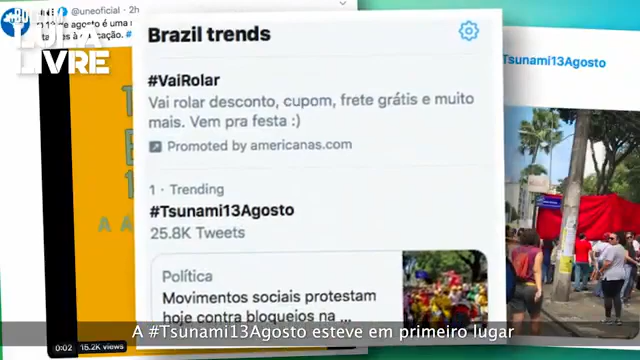 @uneoficial · 2h
13 de agosto é uma
LIVRE
0:02
15.2K views
Brazil trends
#VaiRolar
Vai rolar desconto, cupom, frete grátis e muito
mais. Vem pra festa :)
Promoted by americanas.com
1 · Trending
#Tsunami13Agosto
25.8K Tweets
Política
Movimentos sociais protestam
hoje contra bloqueios na ...
Tsunami13Agosto
A #Tsunami13Agosto esteve em primeiro lugar